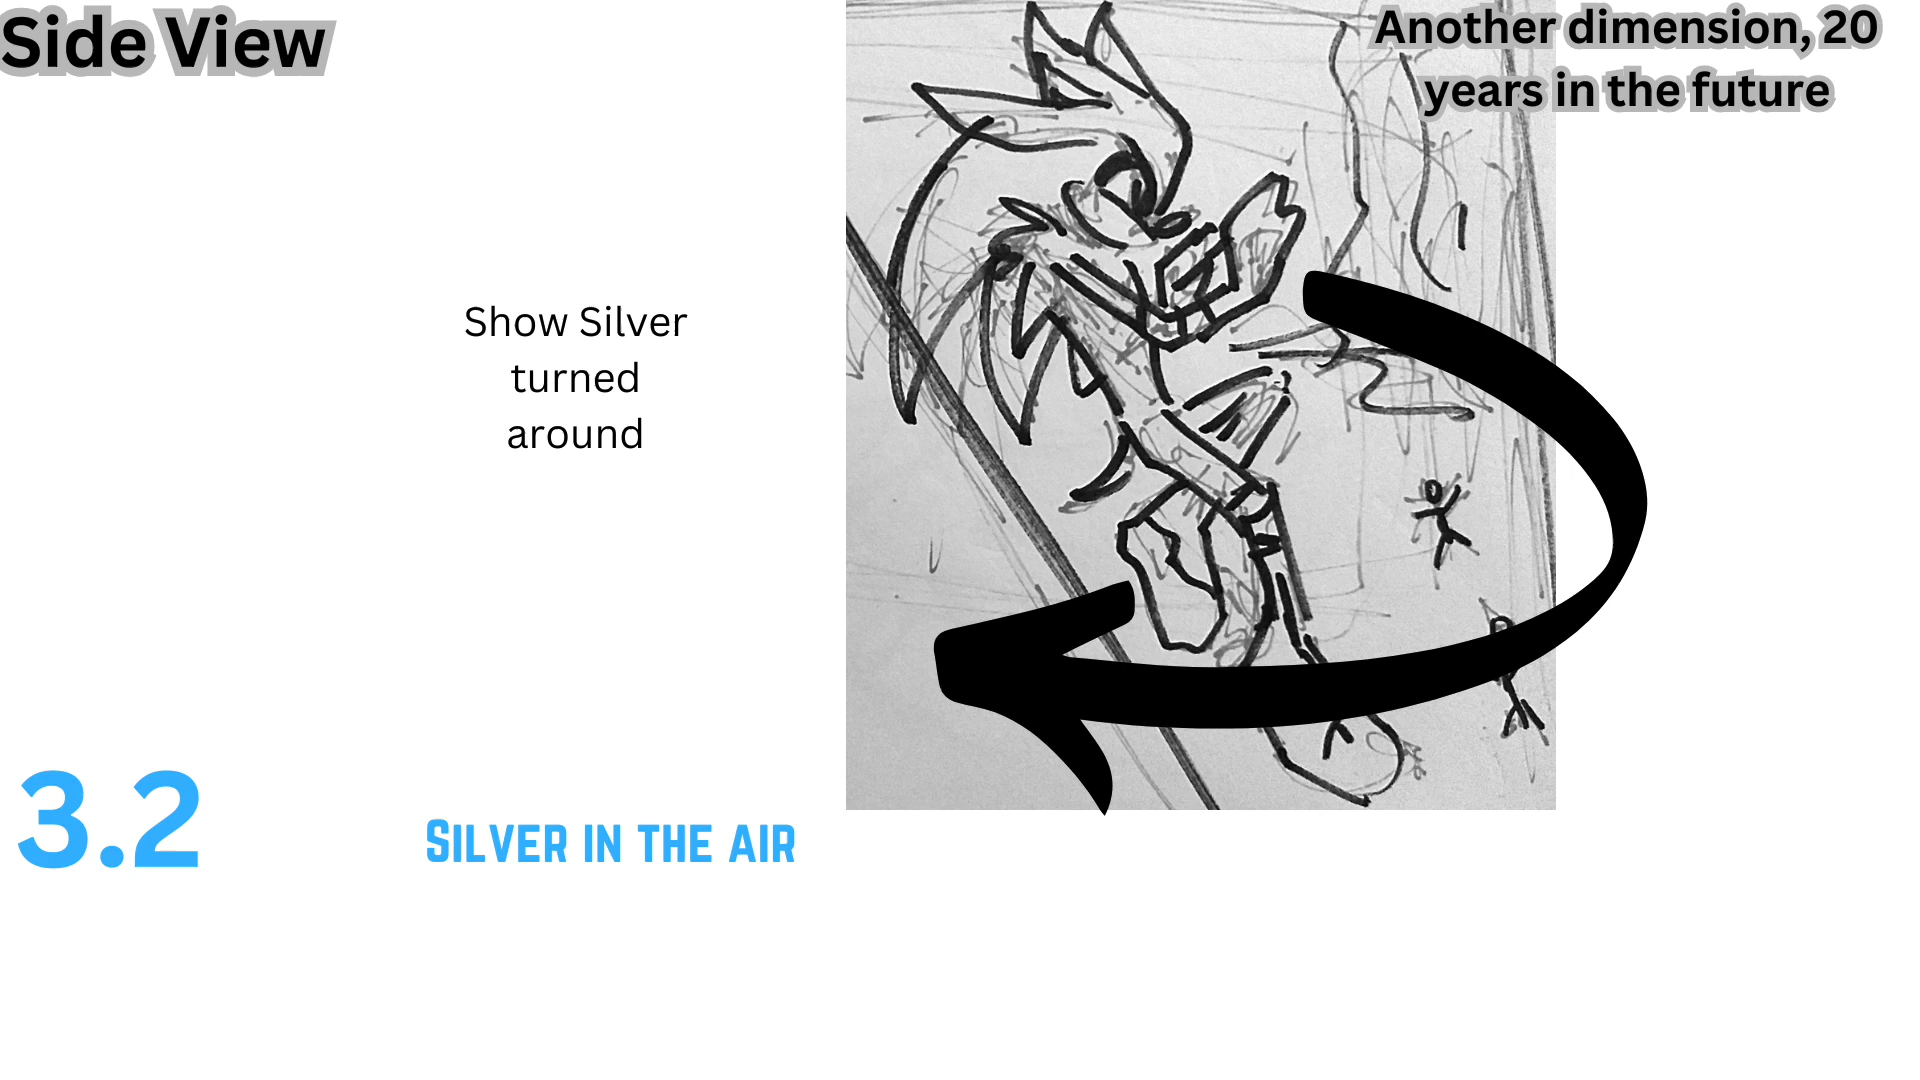 Side View
Another dimension, 20
years in the future
Show Silver
turned
around
3.2
Silver in the air